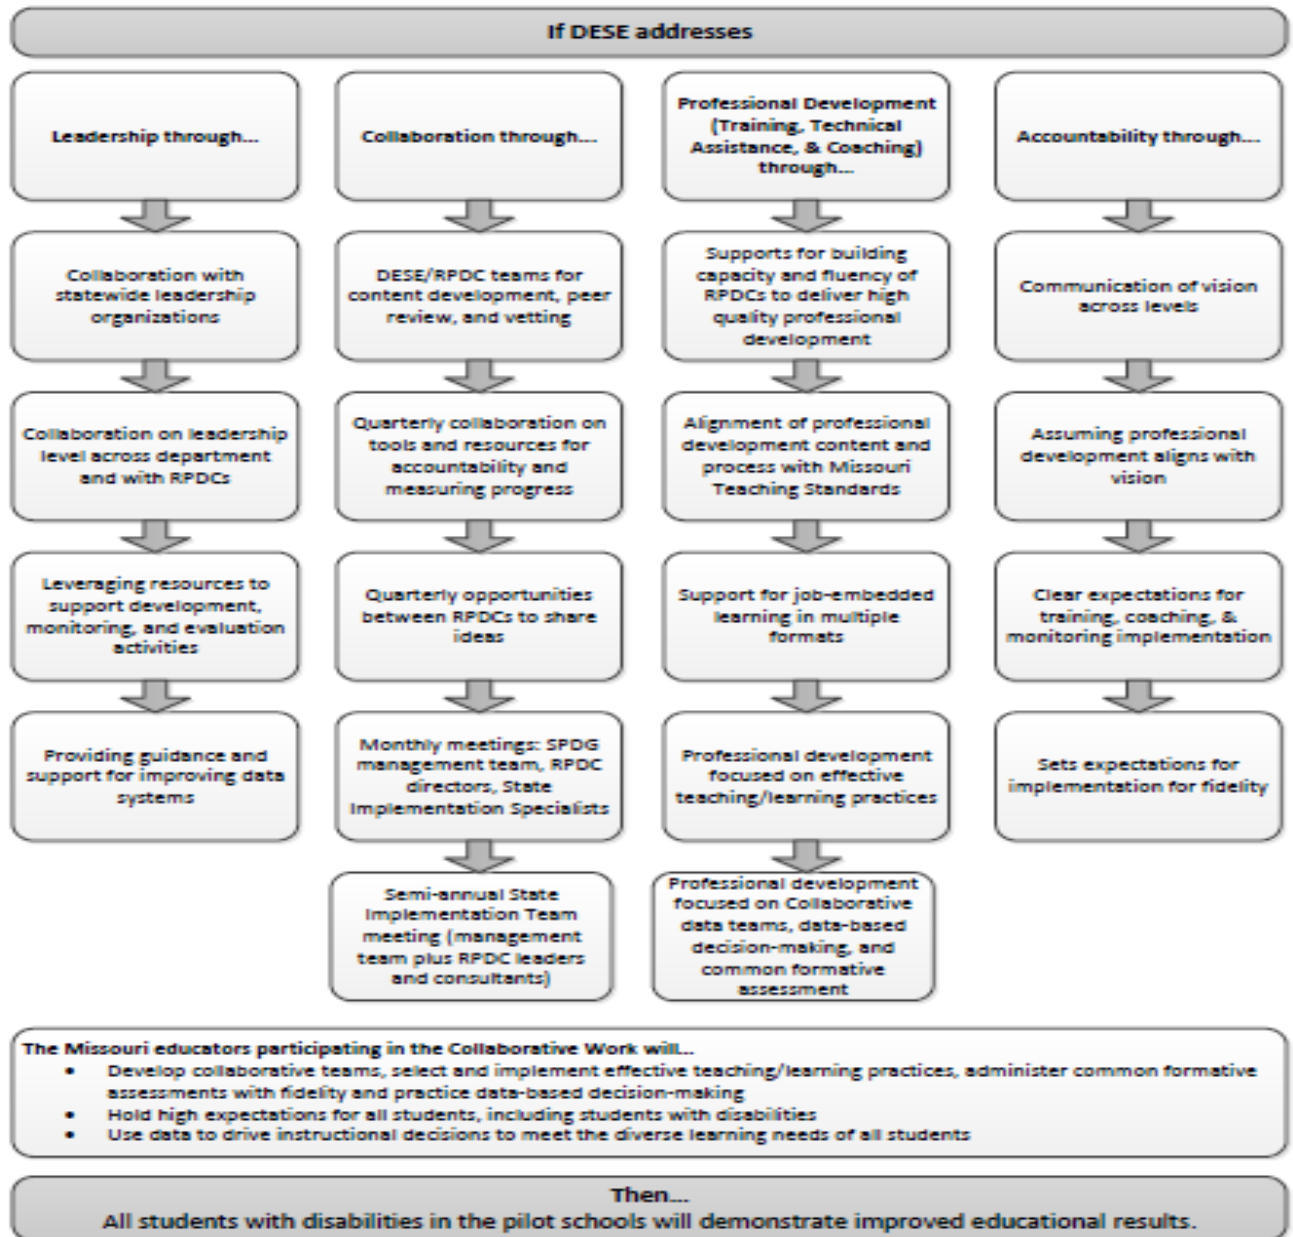 If DESE addresses
Leadership through...
Collaboration with
statewide leadership
organizations
Collaboration on leadership
level across department
and with RPDCs
Leveraging resources to
support development,
monitoring, and evaluation
activities
Providing guidance and
support for improving data
systems
Collaboration through....
DESE/RPDC teams for
content development, peer
review, and vetting
Quarterly collaboration on
tools and resources for
accountability and
measuring progress
Quarterly opportunities
between RPDCs to share
ideas
Monthly meetings: SPDG
management team, RPDC
directors, State
Implementation Specialists
Semi-annual State
Implementation Team
meeting (management
team plus RPDC leaders
and consultants)
Professional Development
(Training, Technical
Assistance, & Coaching)
through...
Supports for building
capacity and fluency of
RPDCs to deliver high
quality professional
development
Alignment of professional
development content and
process with Missouri
Teaching Standards
Support for job-embedded
learning in multiple
formats
Professional development
focused on effective
teaching/learning practices
Professional development
focused on Collaborative
data teams, data-based
decision-making, and
common formative
assessment
Accountability through....
Communication of vision
across levels
Assuming professional
development aligns with
vision
Clear expectations for
training, coaching, &
monitoring implementation
Sets expectations for
implementation for fidelity
The Missouri educators participating in the Collaborative Work will...
• Develop collaborative teams, select and implement effective teaching/learning practices, administer common formative
assessments with fidelity and practice data-based decision-making
• Hold high expectations for all students, including students with disabilities
• Use data to drive instructional decisions to meet the diverse learning needs of all students
Then...
All students with disabilities in the pilot schools will demonstrate improved educational results.